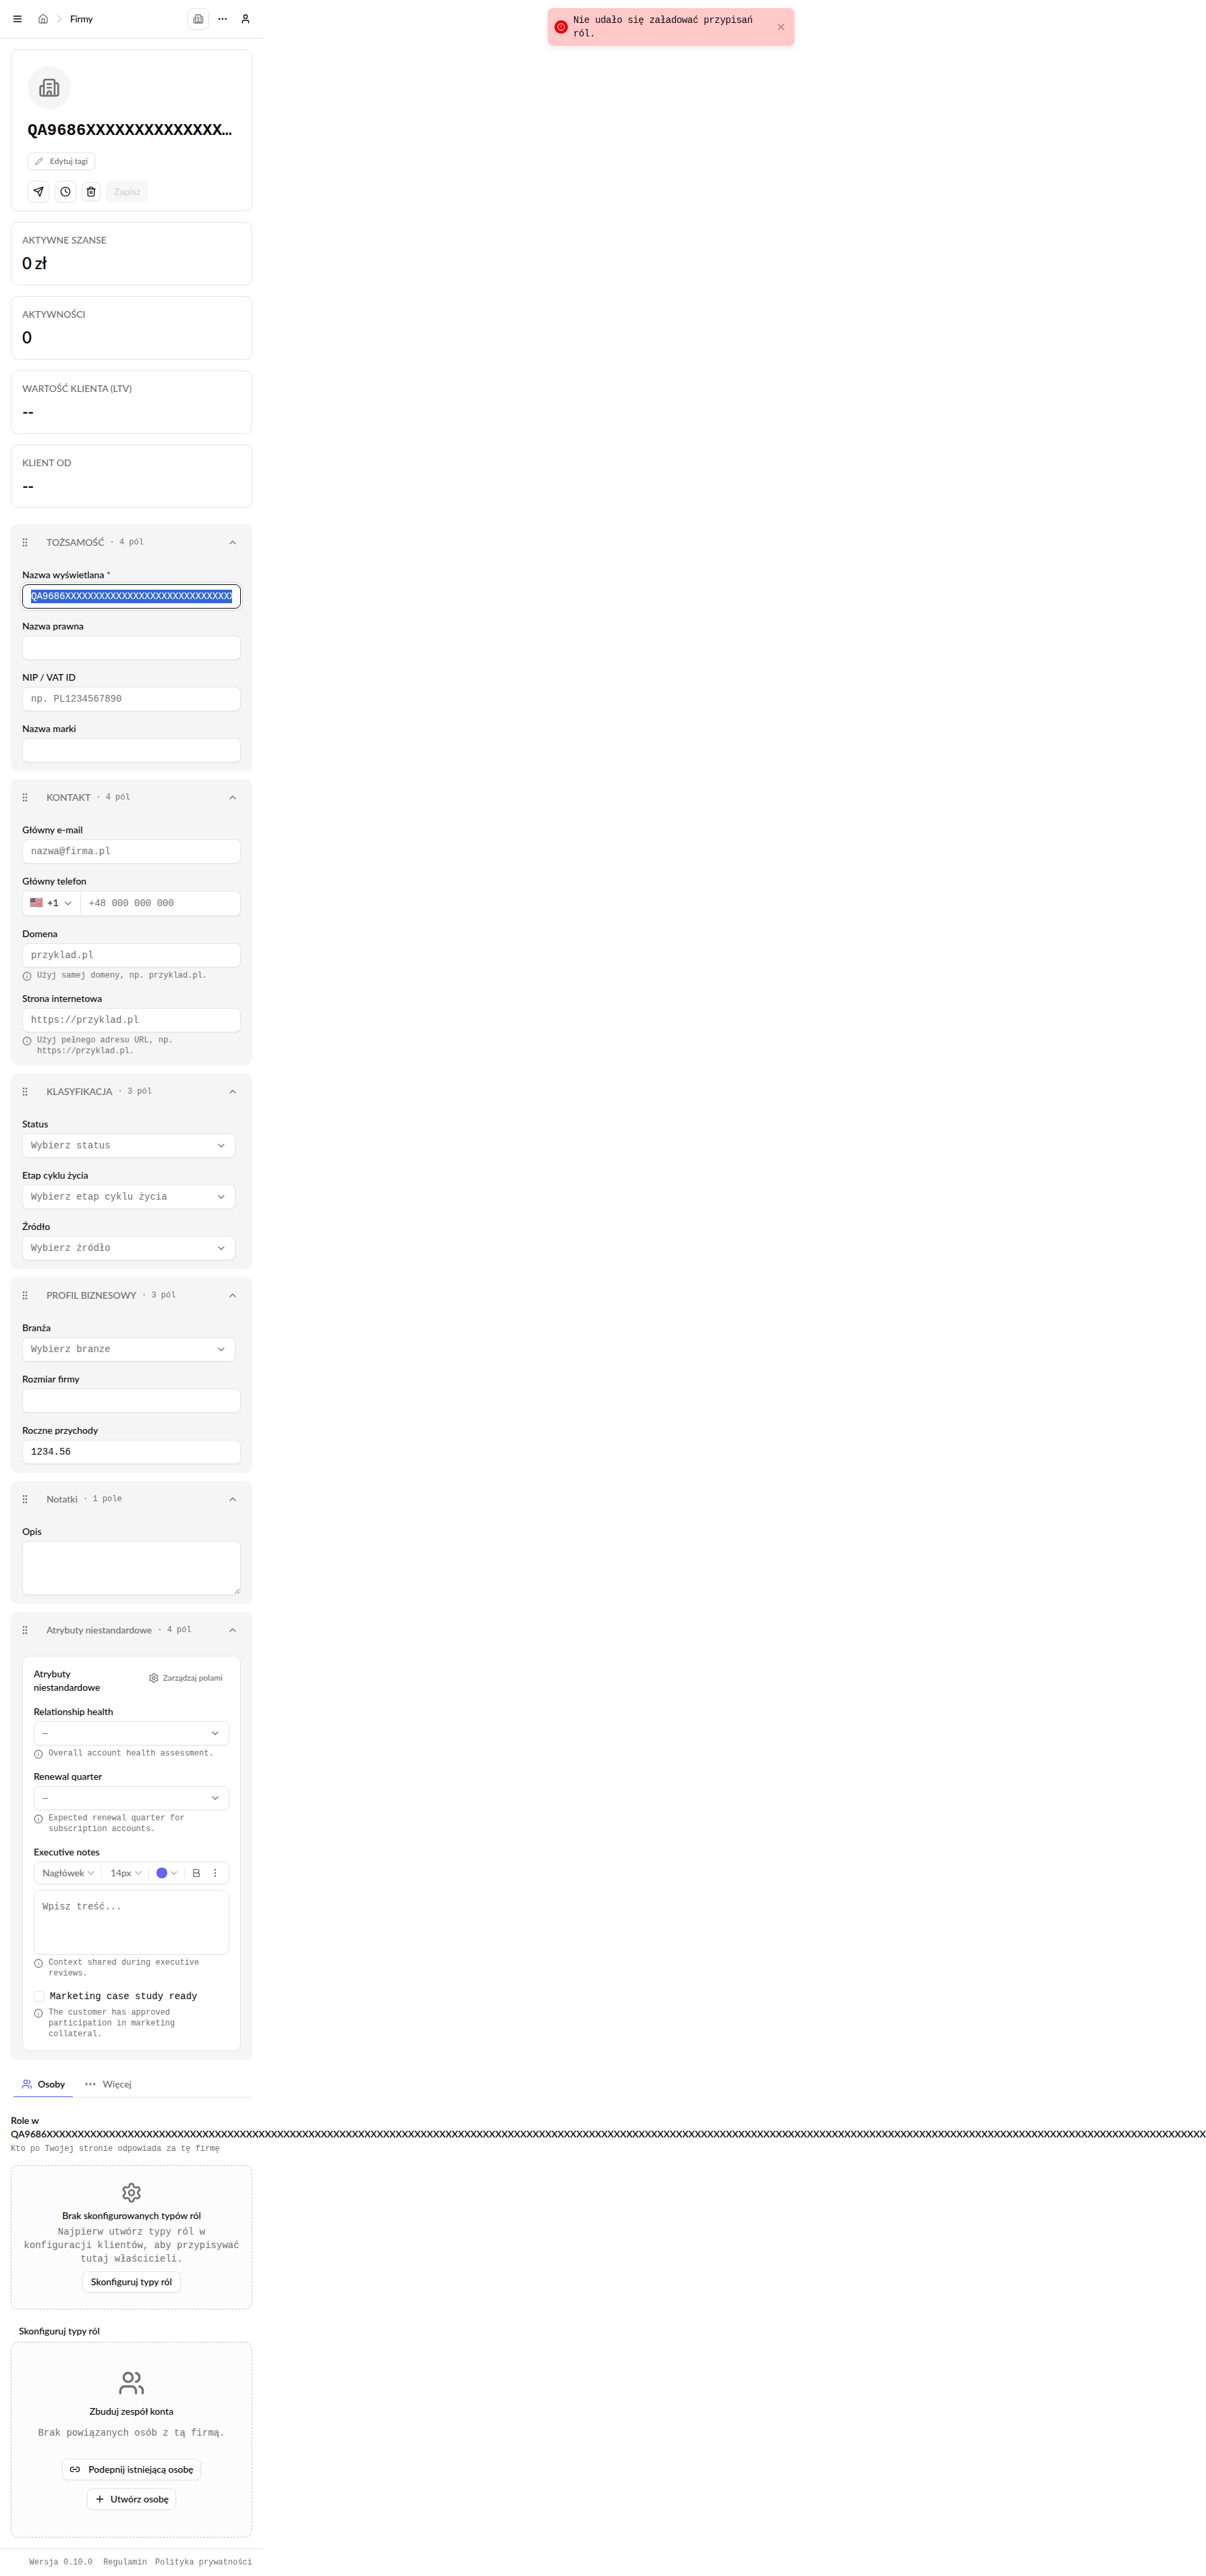 Firmy
Nie udało się załadować przypisań
ról.
QA9686XXXXXXXXXXXXXX…
Edytuj tagi
Zapisz
AKTYWNE SZANSE
0 zł
AKTYWNOŚCI
0
WARTOŚĆ KLIENTA (LTV)
--
KLIENT OD
--
TOŻSAMOŚĆ · 4 pól
Nazwa wyświetlana *
Nazwa prawna
NIP / VAT ID
np. PL1234567890
Nazwa marki
KONTAKT · 4 pól
Główny e-mail
nazwa@firma.pl
Główny telefon
+1 +48 000 000 000
Domena
przyklad.pl
Użyj samej domeny, np. przyklad.pl.
Strona internetowa
https://przyklad.pl
Użyj pełnego adresu URL, np.
https://przyklad.pl.
KLASYFIKACJA · 3 pól
Status
Wybierz status
Etap cyklu życia
Wybierz etap cyklu życia
Źródło
Wybierz źródło
PROFIL BIZNESOWY · 3 pól
Branża
Wybierz branze
Rozmiar firmy
Roczne przychody
1234.56
Notatki · 1 pole
Opis
Atrybuty niestandardowe · 4 pól
Atrybuty
niestandardowe
Zarządzaj polami
Relationship health
—
Overall account health assessment.
Renewal quarter
—
Expected renewal quarter for
subscription accounts.
Executive notes
Nagłówek 14px B
Wpisz treść...
Context shared during executive
reviews.
Marketing case study ready
The customer has approved
participation in marketing
collateral.
Osoby Więcej
Role w
Kto po Twojej stronie odpowiada za tę firmę
Brak skonfigurowanych typów ról
Najpierw utwórz typy ról w
konfiguracji klientów, aby przypisywać
tutaj właścicieli.
Skonfiguruj typy ról
Skonfiguruj typy ról
Zbuduj zespół konta
Brak powiązanych osób z tą firmą.
Podepnij istniejącą osobę
Utwórz osobę
Wersja 0.10.0 Regulamin Polityka prywatności